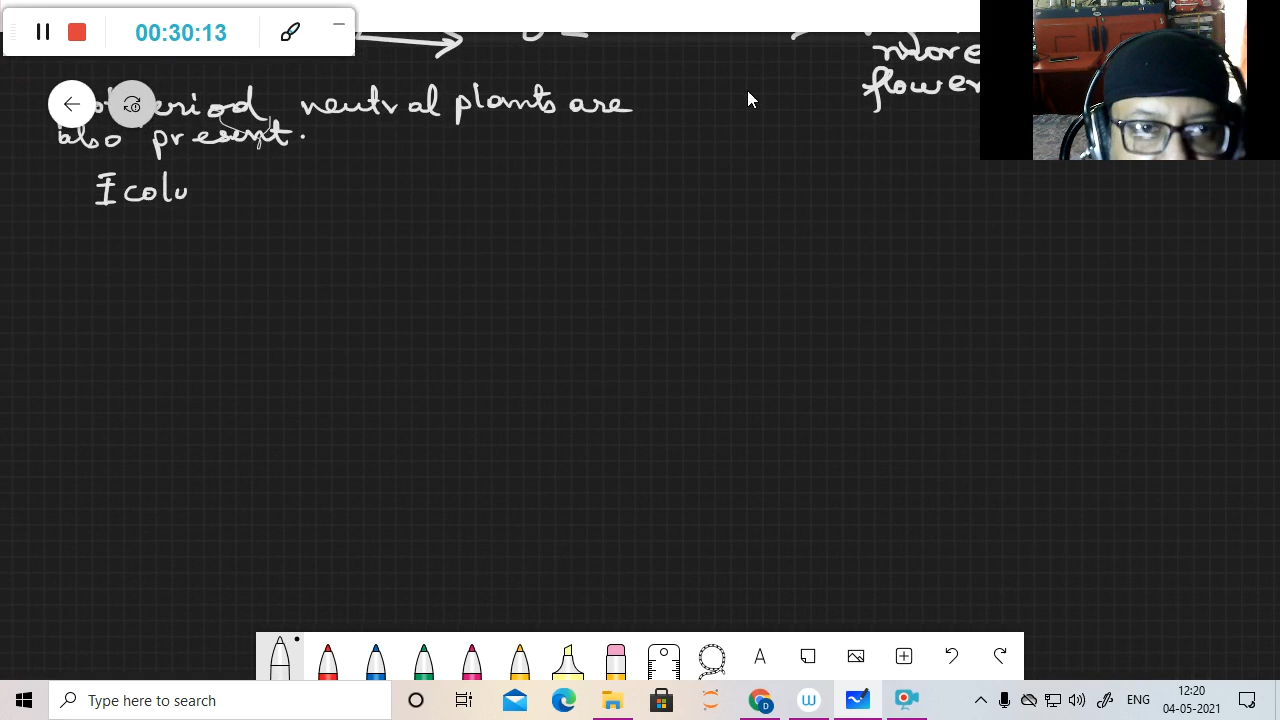 00:30:13
more
flower
period neutral plants are
also present.
I colu
Type here to search
ENG
12:20
04-05-2021